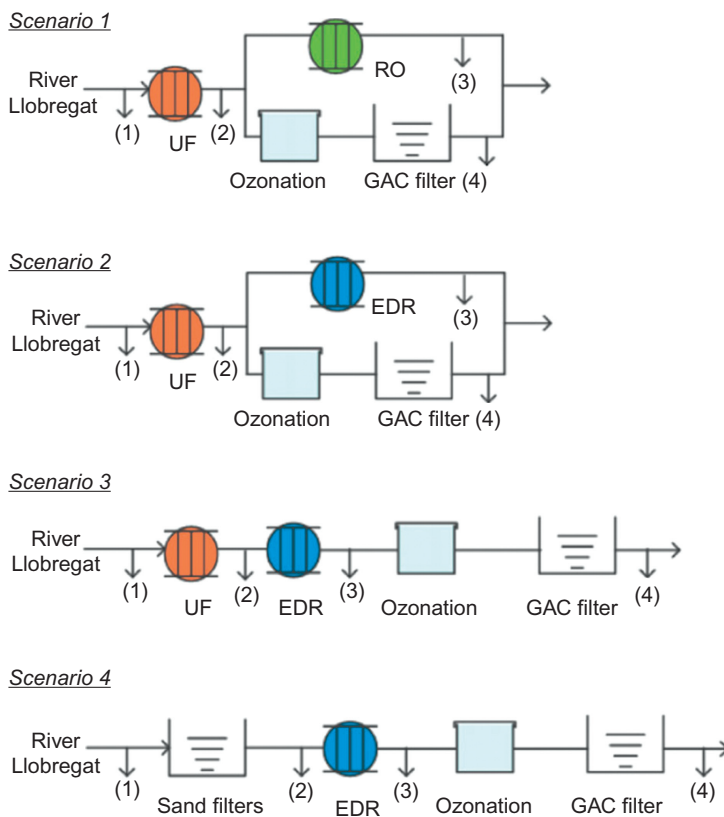 Scenario 1
River
Llobregat
(1)
UF
(2)
RO
(3)
Ozonation
GAC filter (4)
Scenario 2
River
Llobregat
(1)
UF
(2)
EDR
(3)
Ozonation
GAC filter (4)
Scenario 3
River
Llobregat
(1)
UF
(2)
EDR
(3)
Ozonation
GAC filter
(4)
Scenario 4
River
Llobregat
(1)
Sand filters
(2)
EDR
(3)
Ozonation
GAC filter
(4)